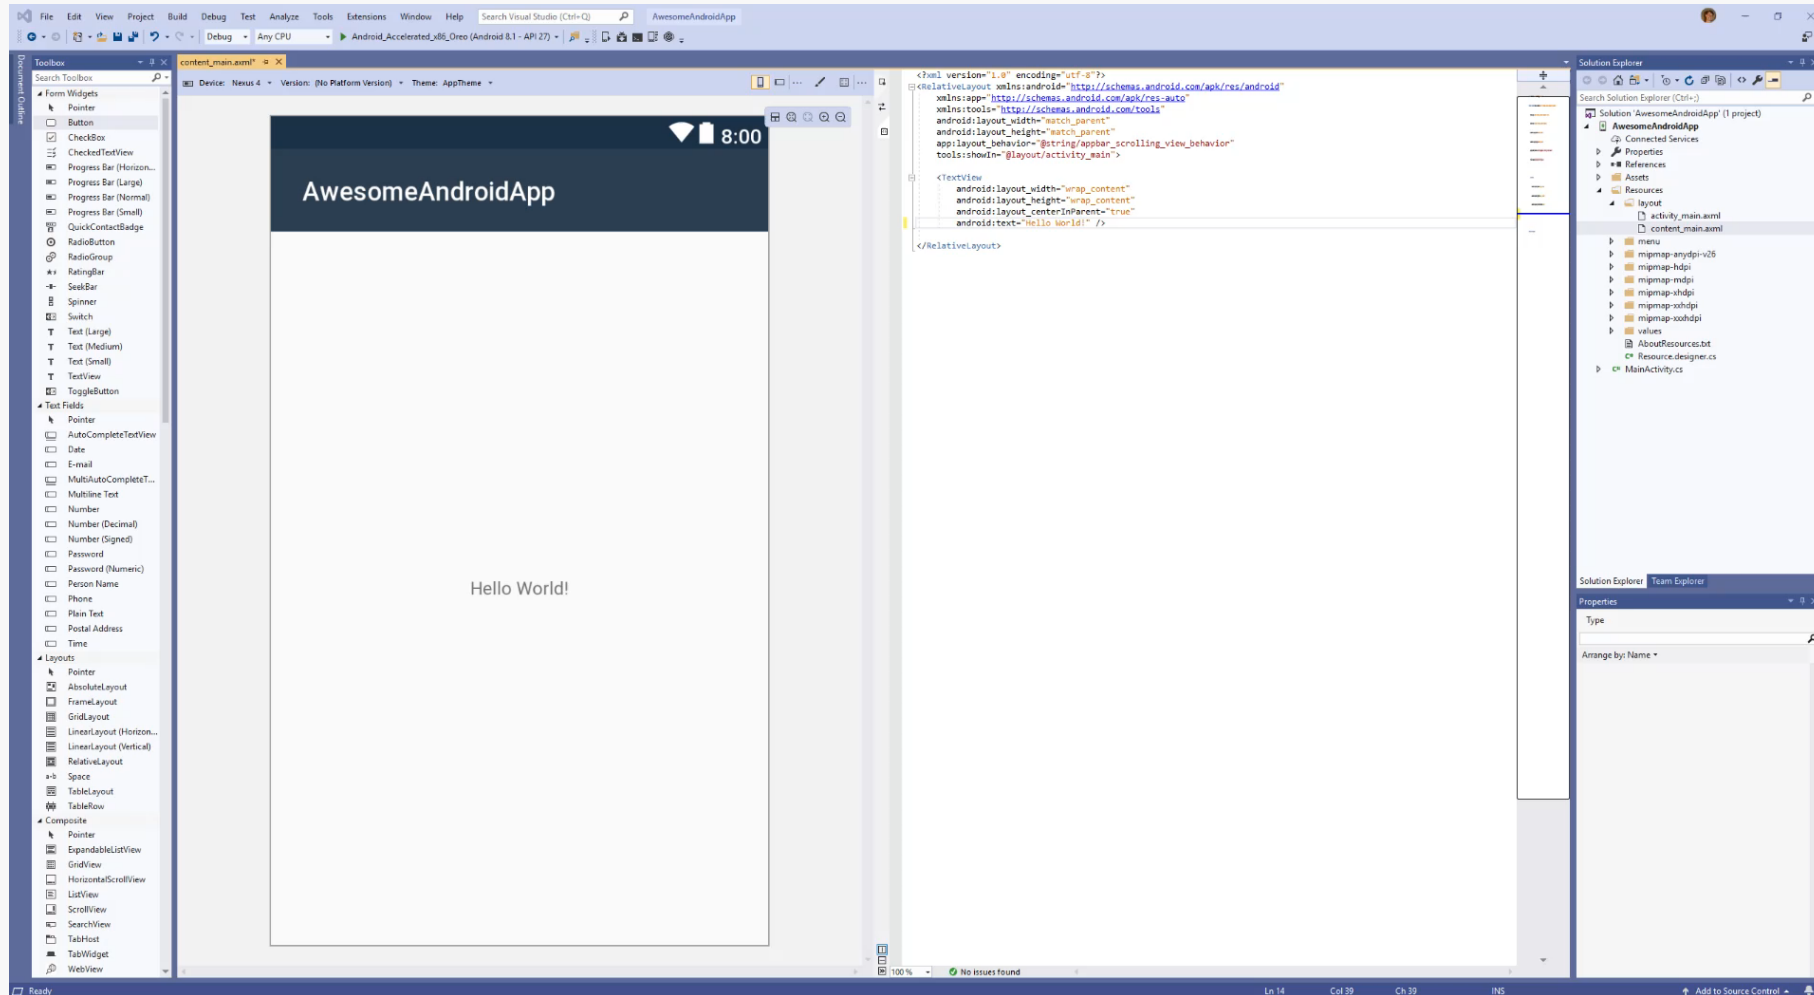 File Edit View Project Build Debug Test Analyze Tools Extensions Window Help Search Visual Studio (Ctrl+Q) AwesomeAndroidApp
Debug Any CPU Android_Accelerated_x86_Oreo (Android 8.1 - API 27)
Document Outline
Toolbox
Search Toolbox
Form Widgets
Pointer
Button
CheckBox
CheckedTextView
Progress Bar (Horizon...
Progress Bar (Large)
Progress Bar (Normal)
Progress Bar (Small)
QuickContactBadge
RadioButton
RadioGroup
RatingBar
SeekBar
Spinner
Switch
Text (Large)
Text (Medium)
Text (Small)
TextView
ToggleButton
Text Fields
Pointer
AutoCompleteTextView
Date
E-mail
MultiAutoCompleteT...
Multiline Text
Number
Number (Decimal)
Number (Signed)
Password
Password (Numeric)
Person Name
Phone
Plain Text
Postal Address
Time
Layouts
Pointer
AbsoluteLayout
FrameLayout
GridLayout
LinearLayout (Horizon...
LinearLayout (Vertical)
RelativeLayout
Space
TableLayout
TableRow
Composite
Pointer
ExpandableListView
GridView
HorizontalScrollView
ListView
ScrollView
SearchView
TabHost
TabWidget
WebView
content_main.axml*
Device: Nexus 4 Version: (No Platform Version) Theme: AppTheme
8:00
AwesomeAndroidApp
Hello World!
<?xml version="1.0" encoding="utf-8"?>
<RelativeLayout xmlns:android="http://schemas.android.com/apk/res/android"
xmlns:app="http://schemas.android.com/apk/res-auto"
xmlns:tools="http://schemas.android.com/tools"
android:layout_width="match_parent"
android:layout_height="match_parent"
app:layout_behavior="@string/appbar_scrolling_view_behavior"
tools:showIn="@layout/activity_main">
<TextView
android:layout_width="wrap_content"
android:layout_height="wrap_content"
android:layout_centerInParent="true"
android:text="Hello World!" />
</RelativeLayout>
100 % No issues found
Solution Explorer
Search Solution Explorer (Ctrl+;)
Solution 'AwesomeAndroidApp' (1 project)
AwesomeAndroidApp
Connected Services
Properties
References
Assets
Resources
layout
activity_main.axml
content_main.axml
menu
mipmap-anydpi-v26
mipmap-hdpi
mipmap-mdpi
mipmap-xhdpi
mipmap-xxhdpi
mipmap-xxxhdpi
values
AboutResources.txt
Resource.designer.cs
MainActivity.cs
Solution Explorer Team Explorer
Properties
Type
Arrange by: Name
Ready Ln 14 Col 39 Ch 39 INS Add to Source Control